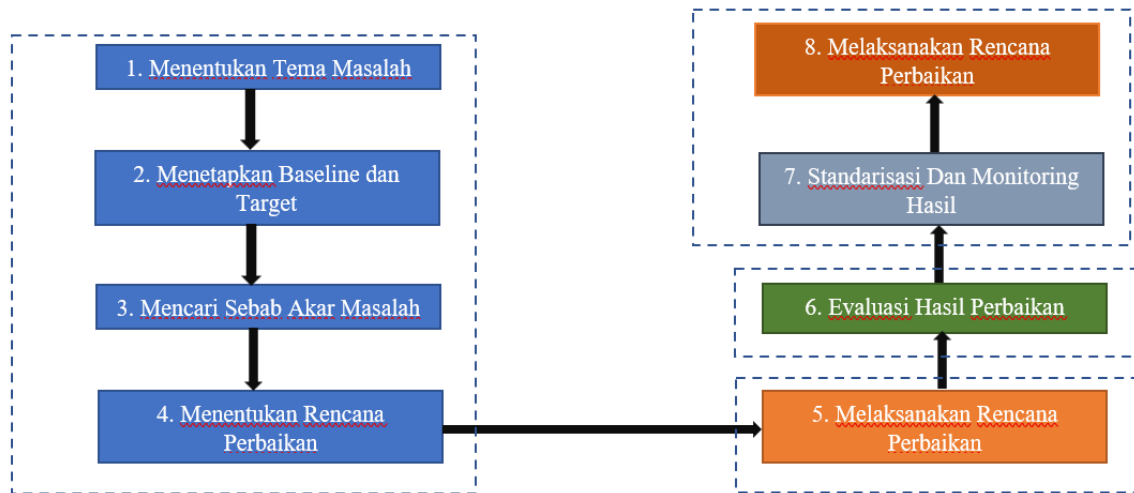 1. Menentukan Tema Masalah
2. Menetapkan Baseline dan
Target
3. Mencari Sebab Akar Masalah
4. Menentukan Rencana
Perbaikan
5. Melaksanakan Rencana
Perbaikan
6. Evaluasi Hasil Perbaikan
7. Standarisasi Dan Monitoring
Hasil
8. Melaksanakan Rencana
Perbaikan